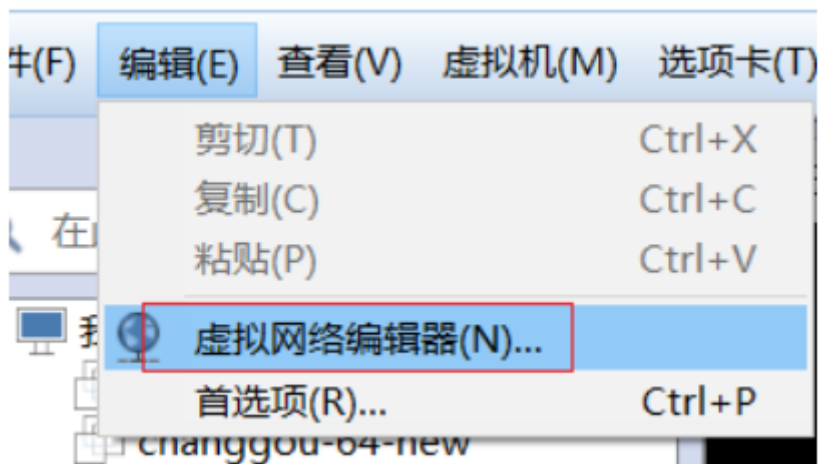 件(F) 编辑(E) 查看(V) 虚拟机(M) 选项卡(T)
剪切(T) Ctrl+X
复制(C) Ctrl+C
粘贴(P) Ctrl+V
在
虚拟网络编辑器(N)...
首选项(R)... Ctrl+P
changgou-64-new